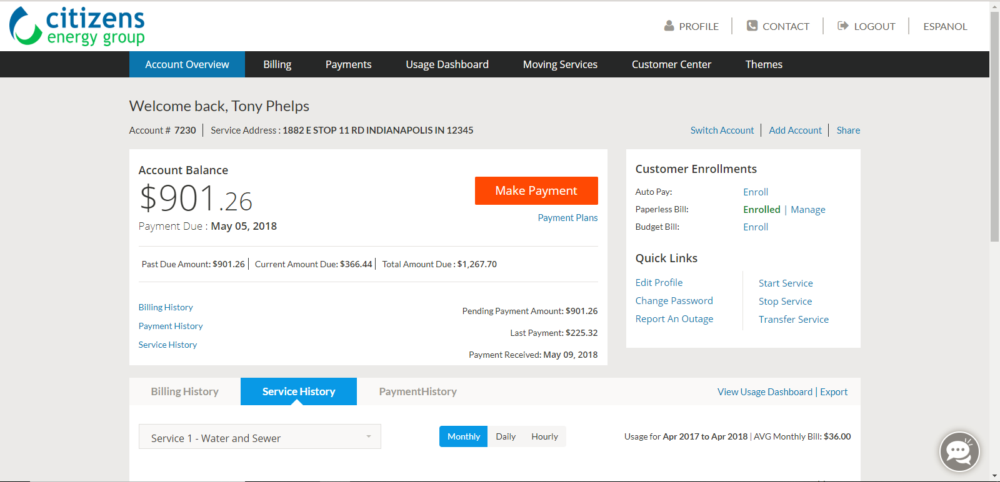 citizens
energy group
PROFILE
CONTACT
LOGOUT
ESPANOL
Account Overview
Billing
Payments
Usage Dashboard
Moving Services
Customer Center
Themes
Welcome back, Tony Phelps
Account # 7230 | Service Address : 1882 E STOP 11 RD INDIANAPOLIS IN 12345
Switch Account | Add Account | Share
Account Balance
$901.26
Payment Due : May 05, 2018
Make Payment
Payment Plans
Past Due Amount: $901.26 | Current Amount Due: $366.44 | Total Amount Due : $1,267.70
Billing History
Payment History
Service History
Pending Payment Amount: $901.26
Last Payment: $225.32
Payment Received: May 09, 2018
Customer Enrollments
Auto Pay: Enroll
Paperless Bill: Enrolled | Manage
Budget Bill: Enroll
Quick Links
Edit Profile
Change Password
Report An Outage
Start Service
Stop Service
Transfer Service
Billing History
Service History
PaymentHistory
View Usage Dashboard | Export
Service 1 - Water and Sewer
Monthly
Daily
Hourly
Usage for Apr 2017 to Apr 2018 | AVG Monthly Bill: $36.00